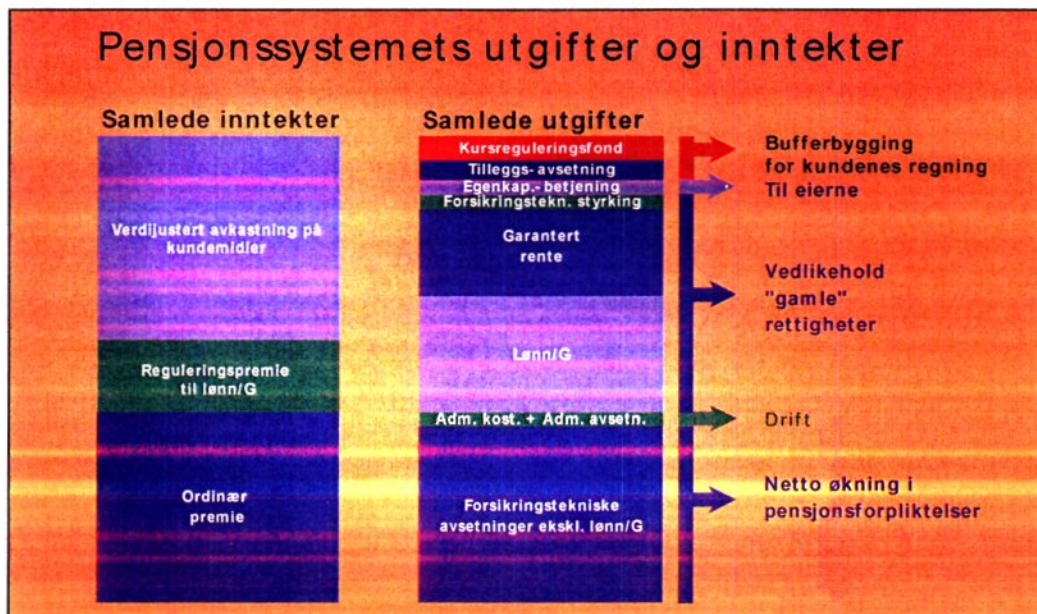 Pensjonssystemets utgifter og inntekter
Samlede inntekter
Verdijustert avkastning på
kundemidler
Reguleringspremie
til lønn/G
Ordinær
premie
Samlede utgifter
Kursreguleringsfond
Tilleggs-avsetning
Egenkap.-betjening
Forsikringstekn. styrking
Garantert
rente
Lønn/G
Adm. kost. + Adm. avsetn.
Forsikringstekniske
avsetninger ekskl. lønn/G
Bufferbygging
for kundenes regning
Til eierne
Vedlikehold
"gamle"
rettigheter
Drift
Netto økning i
pensjonsforpliktelser